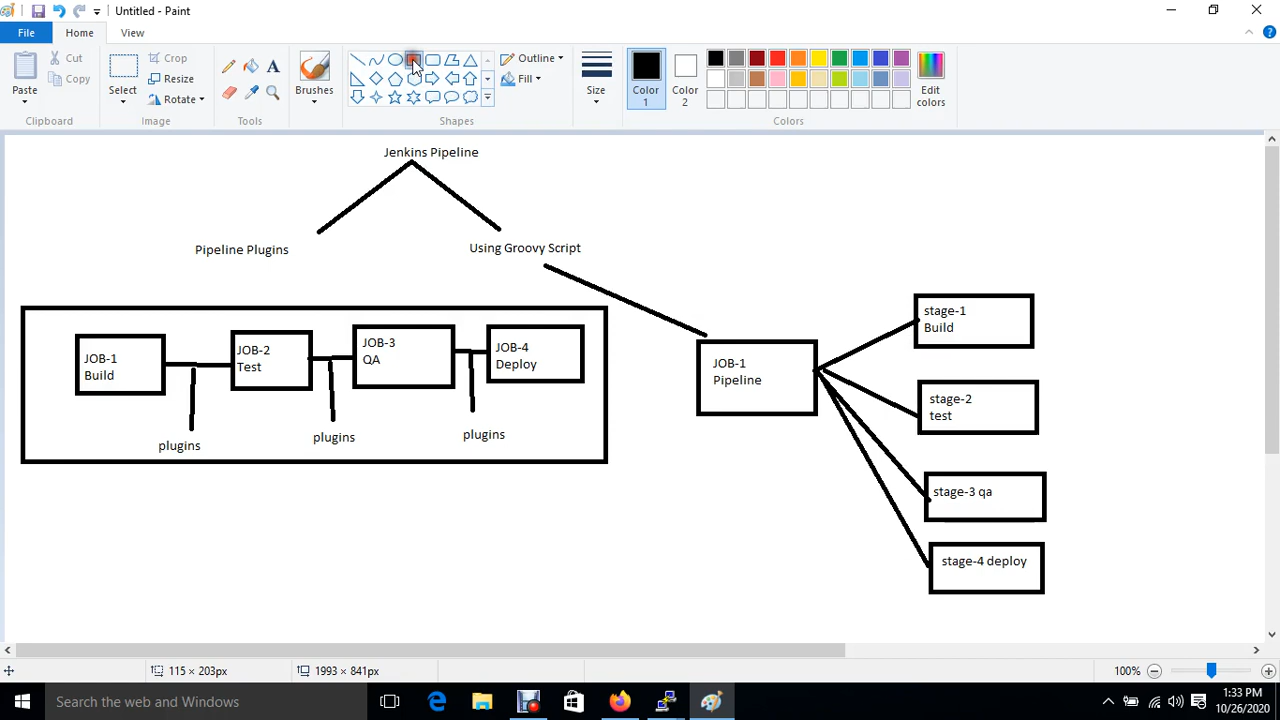 Untitled - Paint
File
Home
View
Paste
Cut
Copy
Clipboard
Select
Crop
Resize
Rotate
Image
A
Tools
Brushes
Outline
Fill
Shapes
Size
Color
1
Color
2
Edit
colors
Colors
Jenkins Pipeline
Pipeline Plugins
Using Groovy Script
JOB-1
Build
JOB-2
Test
JOB-3
QA
JOB-4
Deploy
plugins
plugins
plugins
JOB-1
Pipeline
stage-1
Build
stage-2
test
stage-3 qa
stage-4 deploy
115 × 203px
1993 × 841px
100%
Search the web and Windows
1:33 PM
10/26/2020